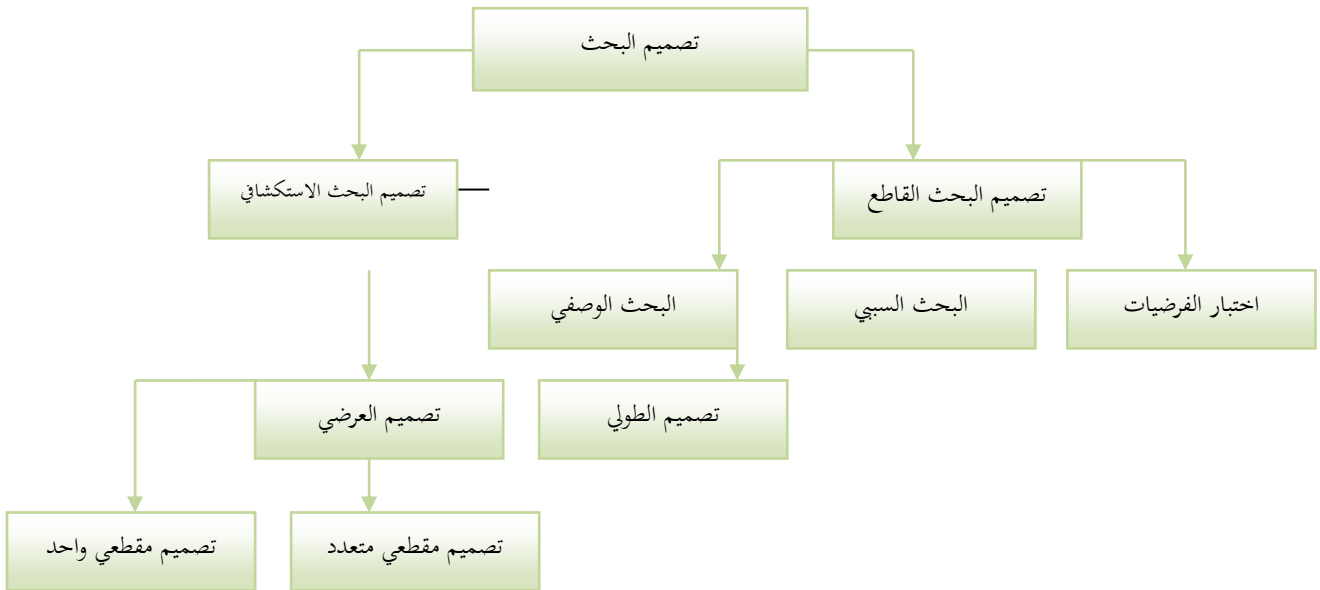 تصميم البحث
تصميم البحث القاطع
تصميم البحث الاستكشافي
اختبار الفرضيات
البحث السببي
البحث الوصفي
تصميم الطولي
تصميم العرضي
تصميم مقطعي متعدد
تصميم مقطعي واحد